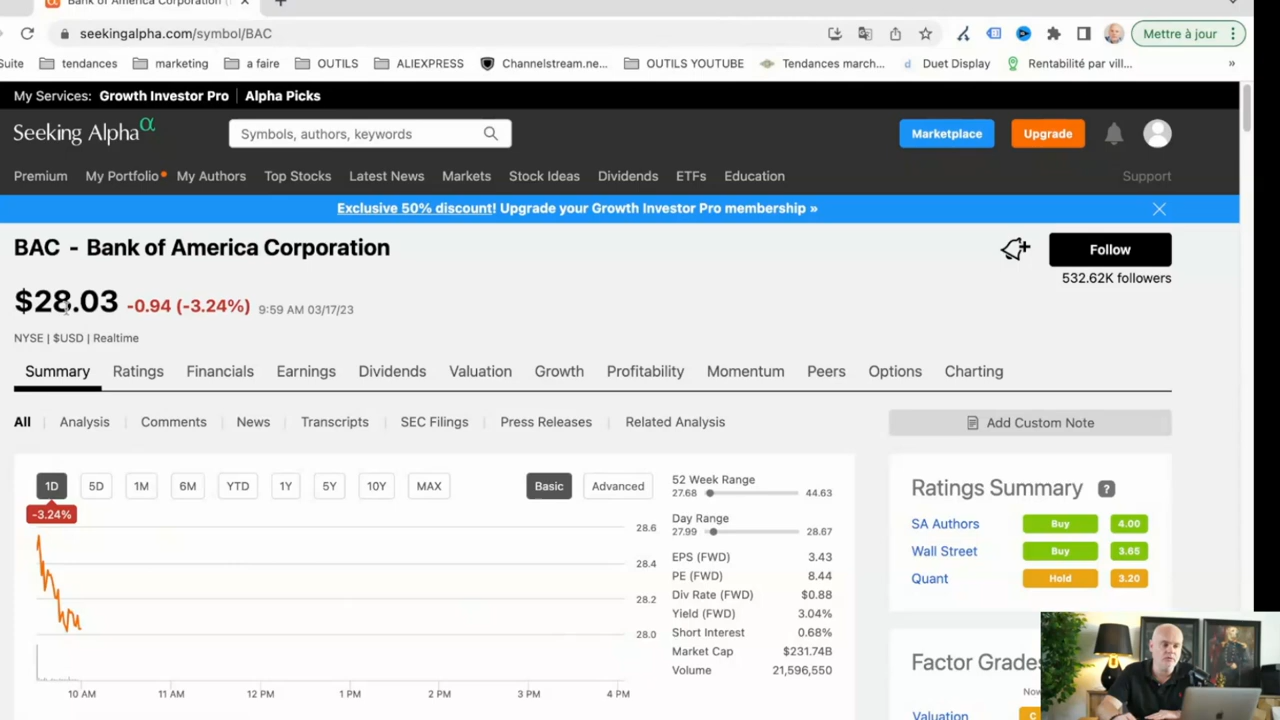 Bank of America Corporation (
seekingalpha.com/symbol/BAC
Mettre à jour
Suite tendances marketing a faire OUTILS ALIEXPRESS Channelstream.ne... OUTILS YOUTUBE Tendances march... Duet Display Rentabilité par vill... »
My Services: Growth Investor Pro | Alpha Picks
Seeking Alpha α
Symbols, authors, keywords
Marketplace
Upgrade
Premium My Portfolio My Authors Top Stocks Latest News Markets Stock Ideas Dividends ETFs Education Support
Exclusive 50% discount! Upgrade your Growth Investor Pro membership »
BAC - Bank of America Corporation
Follow
532.62K followers
$28.03 -0.94 (-3.24%) 9:59 AM 03/17/23
NYSE | $USD | Realtime
Summary Ratings Financials Earnings Dividends Valuation Growth Profitability Momentum Peers Options Charting
All Analysis Comments News Transcripts SEC Filings Press Releases Related Analysis
Add Custom Note
1D 5D 1M 6M YTD 1Y 5Y 10Y MAX Basic Advanced
-3.24%
28.6
28.4
28.2
28.0
10 AM 11 AM 12 PM 1 PM 2 PM 3 PM 4 PM
52 Week Range
27.68 44.63
Day Range
27.99 28.67
EPS (FWD) 3.43
PE (FWD) 8.44
Div Rate (FWD) $0.88
Yield (FWD) 3.04%
Short Interest 0.68%
Market Cap $231.74B
Volume 21,596,550
Ratings Summary ?
SA Authors Buy 4.00
Wall Street Buy 3.65
Quant Hold 3.20
Factor Grades
Now
Valuation C